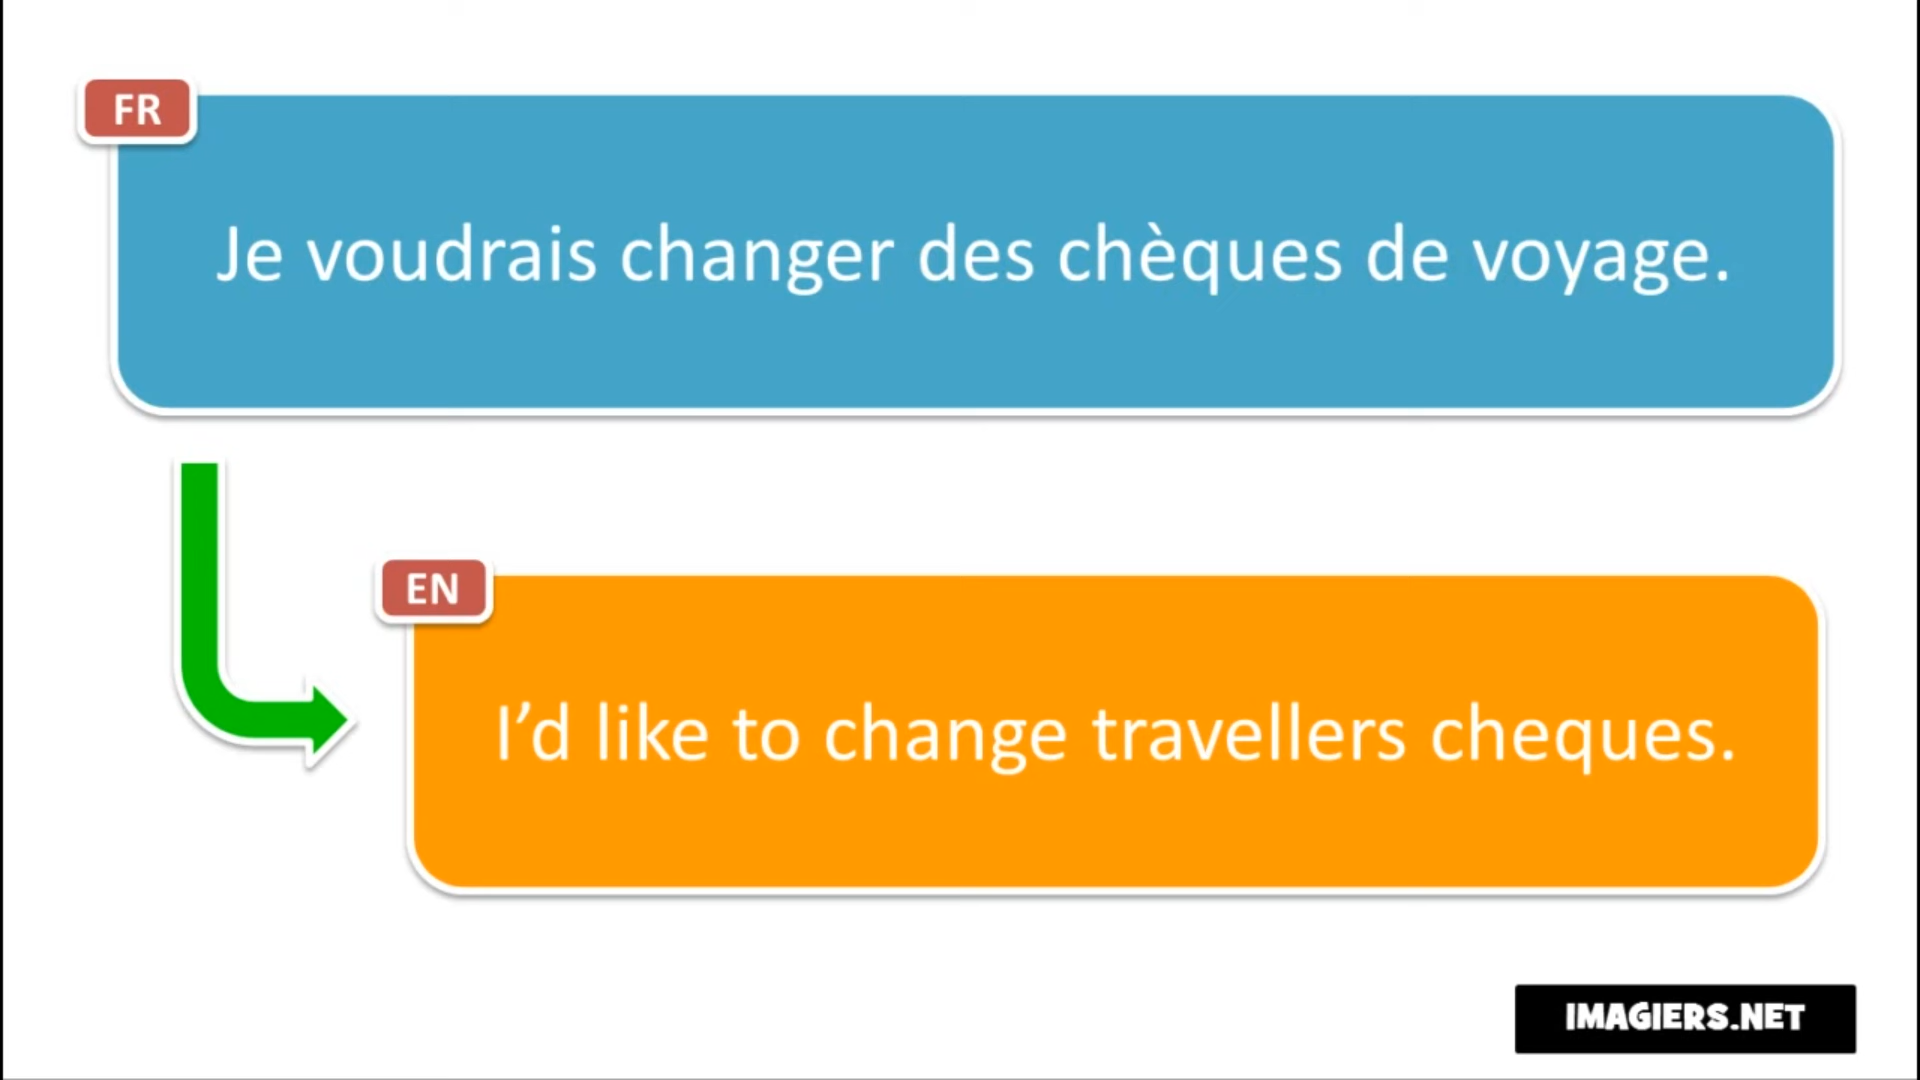 FR
Je voudrais changer des chèques de voyage.
EN
I’d like to change travellers cheques.
IMAGIERS.NET